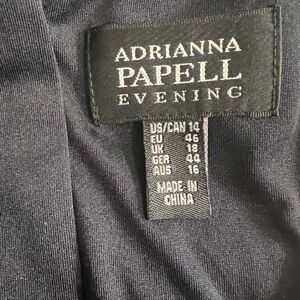 ADRIANNA
PAPELL
EVENING
US/CAN 14
EU 46
UK 18
GER 44
AUS 16
MADE IN
CHINA